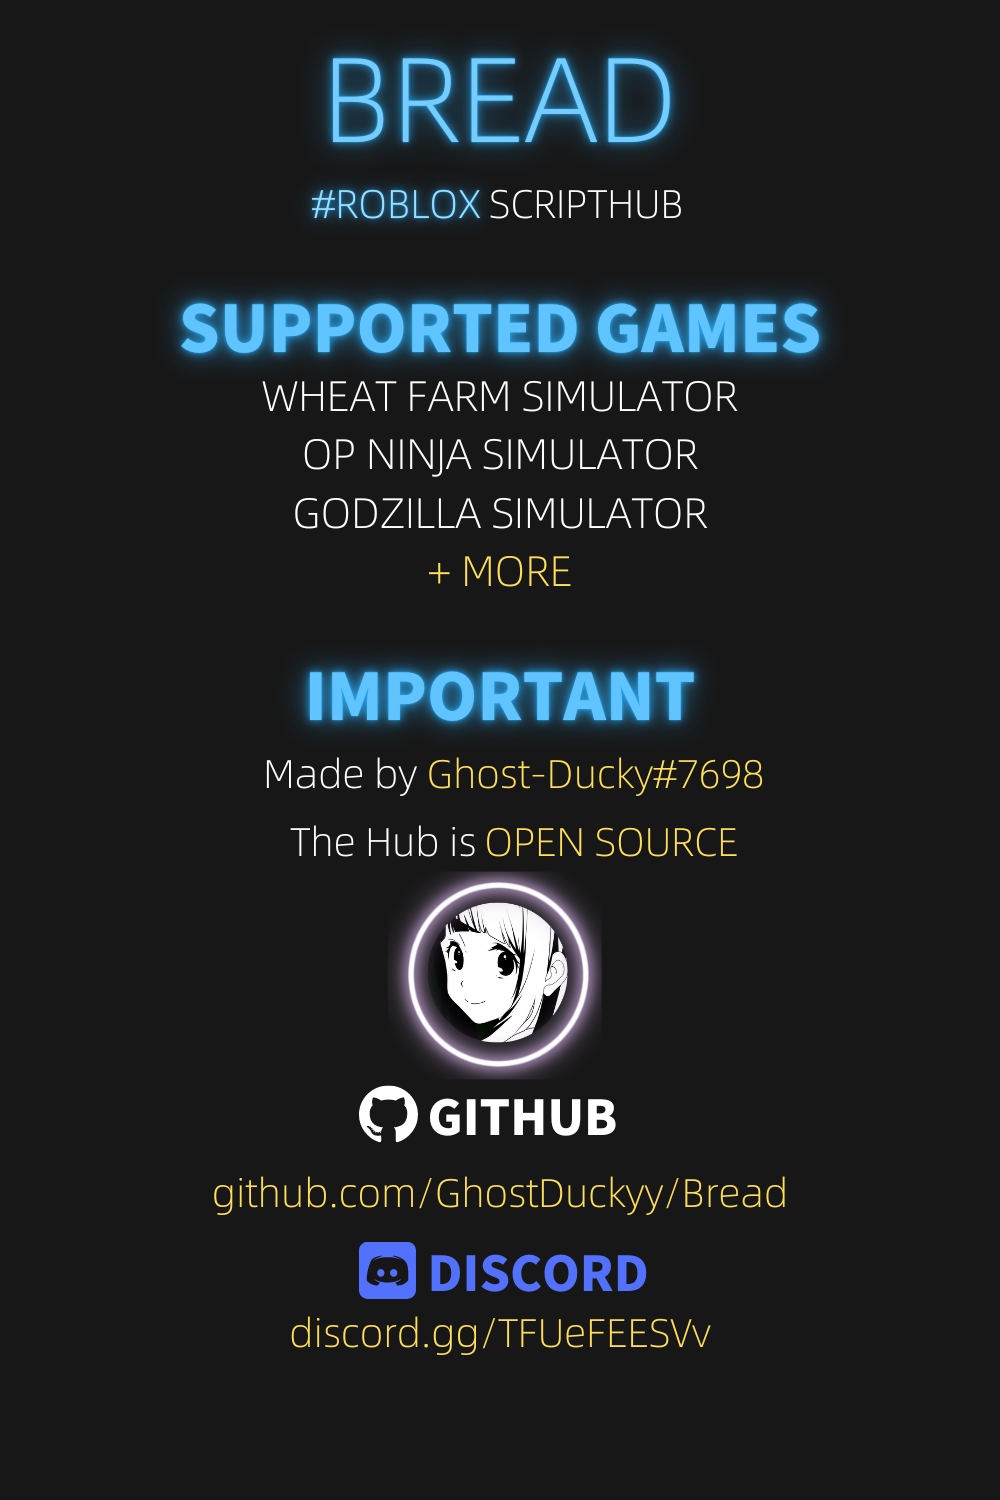 BREAD
#ROBLOX SCRIPTHUB
SUPPORTED GAMES
WHEAT FARM SIMULATOR
OP NINJA SIMULATOR
GODZILLA SIMULATOR
+ MORE
IMPORTANT
Made by Ghost-Ducky#7698
The Hub is OPEN SOURCE
GITHUB
github.com/GhostDuckyy/Bread
DISCORD
discord.gg/TFUeFEESVv